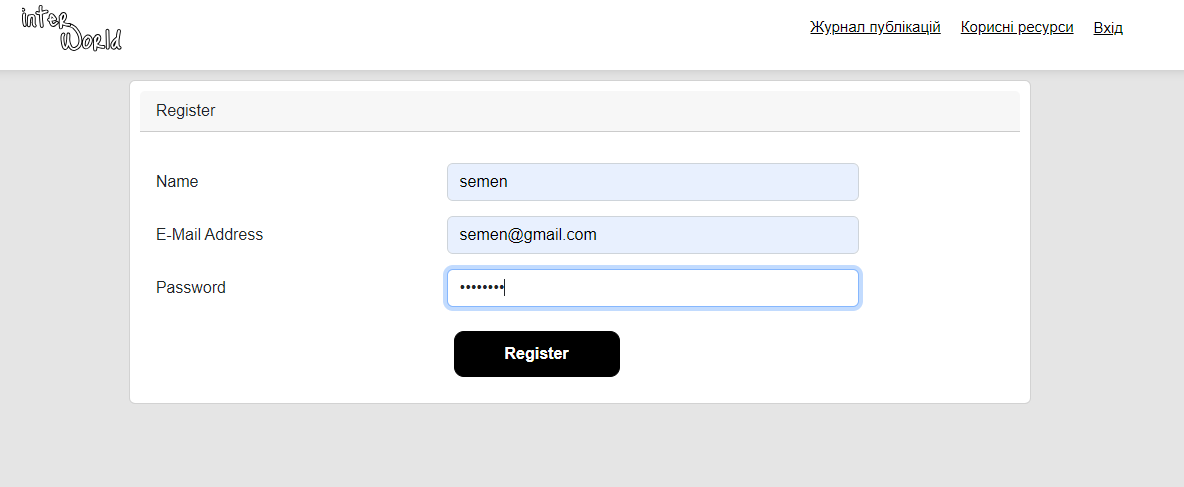 inter
World
Журнал публікацій Корисні ресурси Вхід
Register
Name semen
E-Mail Address semen@gmail.com
Password ••••••••
Register